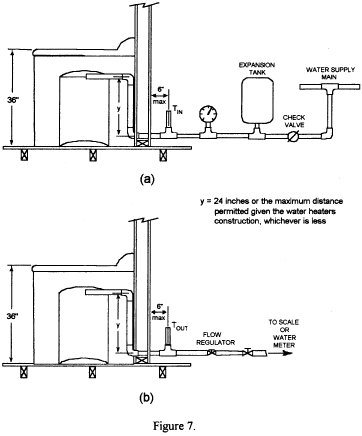 EXPANSION
TANK
WATER SUPPLY
MAIN
6"
max
T IN
36"
y
CHECK
VALVE
(a)
y = 24 inches or the maximum distance
permitted given the water heaters
construction, whichever is less
6"
max
T OUT
36"
y
FLOW
REGULATOR
TO SCALE
OR
WATER
METER
(b)
Figure 7.